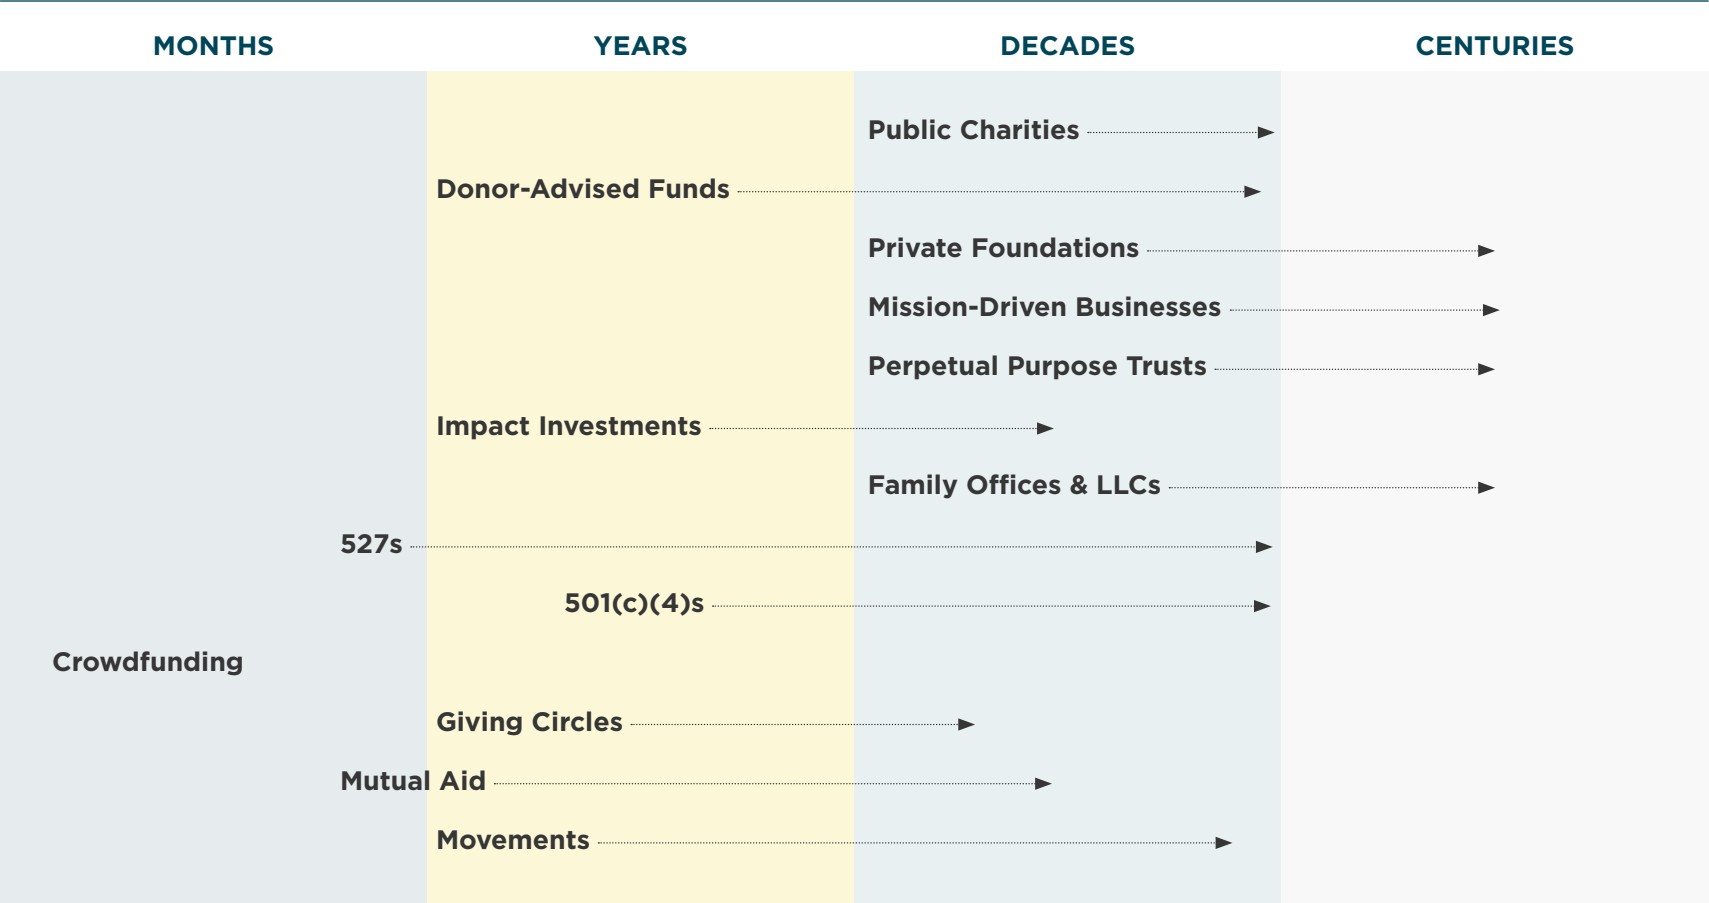 MONTHS YEARS DECADES CENTURIES
Public Charities
Donor-Advised Funds
Private Foundations
Mission-Driven Businesses
Perpetual Purpose Trusts
Impact Investments
Family Offices & LLCs
527s
501(c)(4)s
Crowdfunding
Giving Circles
Mutual Aid
Movements